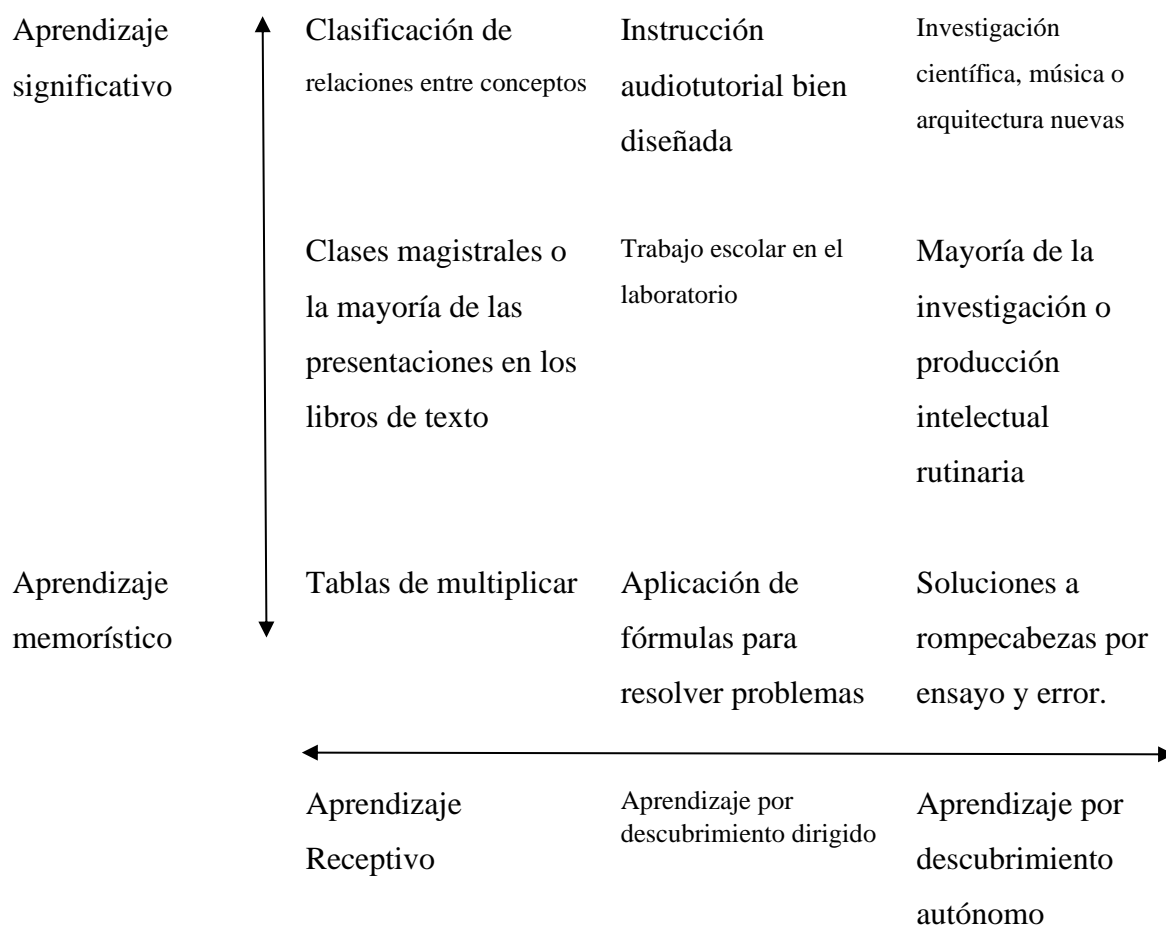 Aprendizaje
significativo
Clasificación de
relaciones entre conceptos
Instrucción
audiotutorial bien
diseñada
Investigación
científica, música o
arquitectura nuevas
Clases magistrales o
la mayoría de las
presentaciones en los
libros de texto
Trabajo escolar en el
laboratorio
Mayoría de la
investigación o
producción
intelectual
rutinaria
Aprendizaje
memorístico
Tablas de multiplicar
Aplicación de
fórmulas para
resolver problemas
Soluciones a
rompecabezas por
ensayo y error.
Aprendizaje
Receptivo
Aprendizaje por
descubrimiento dirigido
Aprendizaje por
descubrimiento
autónomo